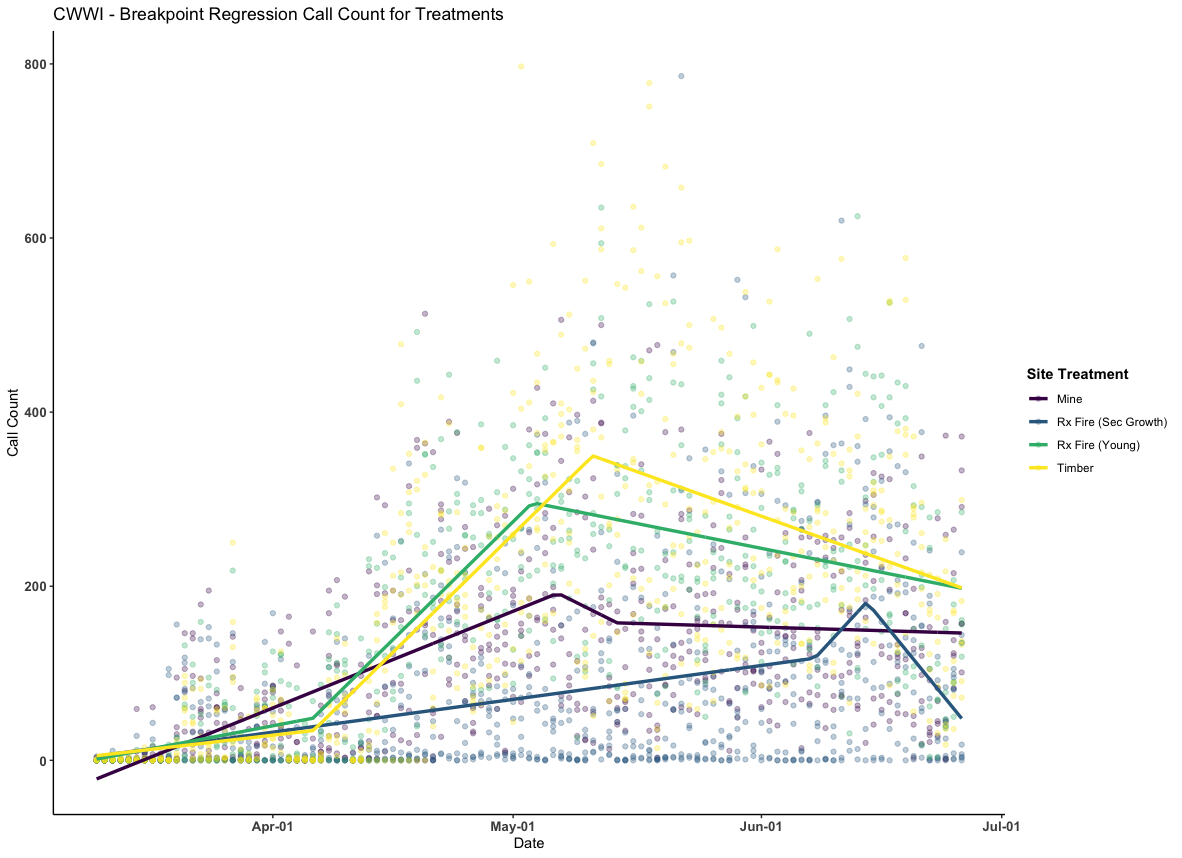 CWWI - Breakpoint Regression Call Count for Treatments
800
600
400
200
0
Call Count
Apr-01
May-01
Jun-01
Jul-01
Date
Site Treatment
Mine
Rx Fire (Sec Growth)
Rx Fire (Young)
Timber